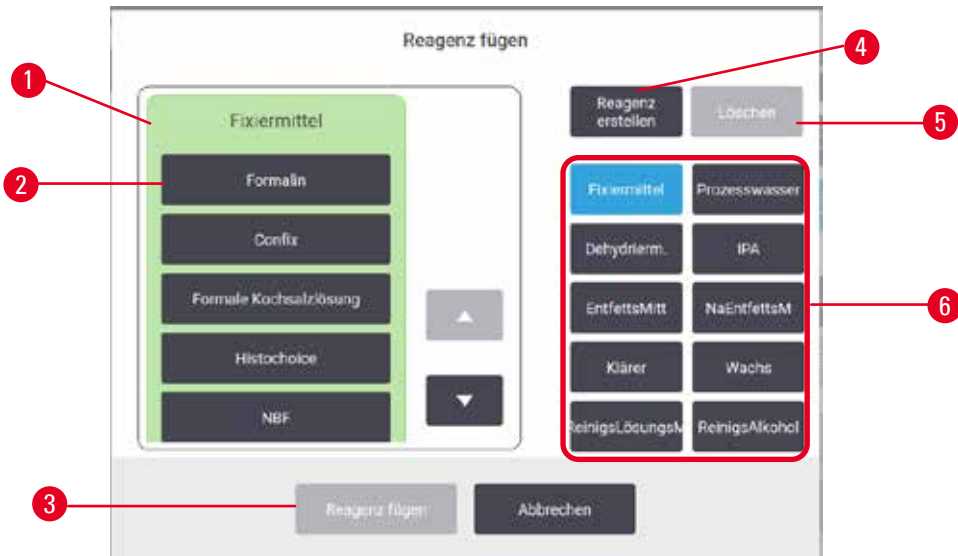 Reagenz fügen
4
1
Fixiermittel
Reagenz
erstellen
Löschen
5
2
Formalin
Fixiermittel
Prozesswasser
Confix
Dehydrierm.
IPA
Formale Kochsalzlösung
EntfettsMitt
NaEntfettsM
6
Histochoice
Klärer
Wachs
NBF
ReinigsLösungsM
ReinigsAlkohol
3
Reagenz fügen
Abbrechen